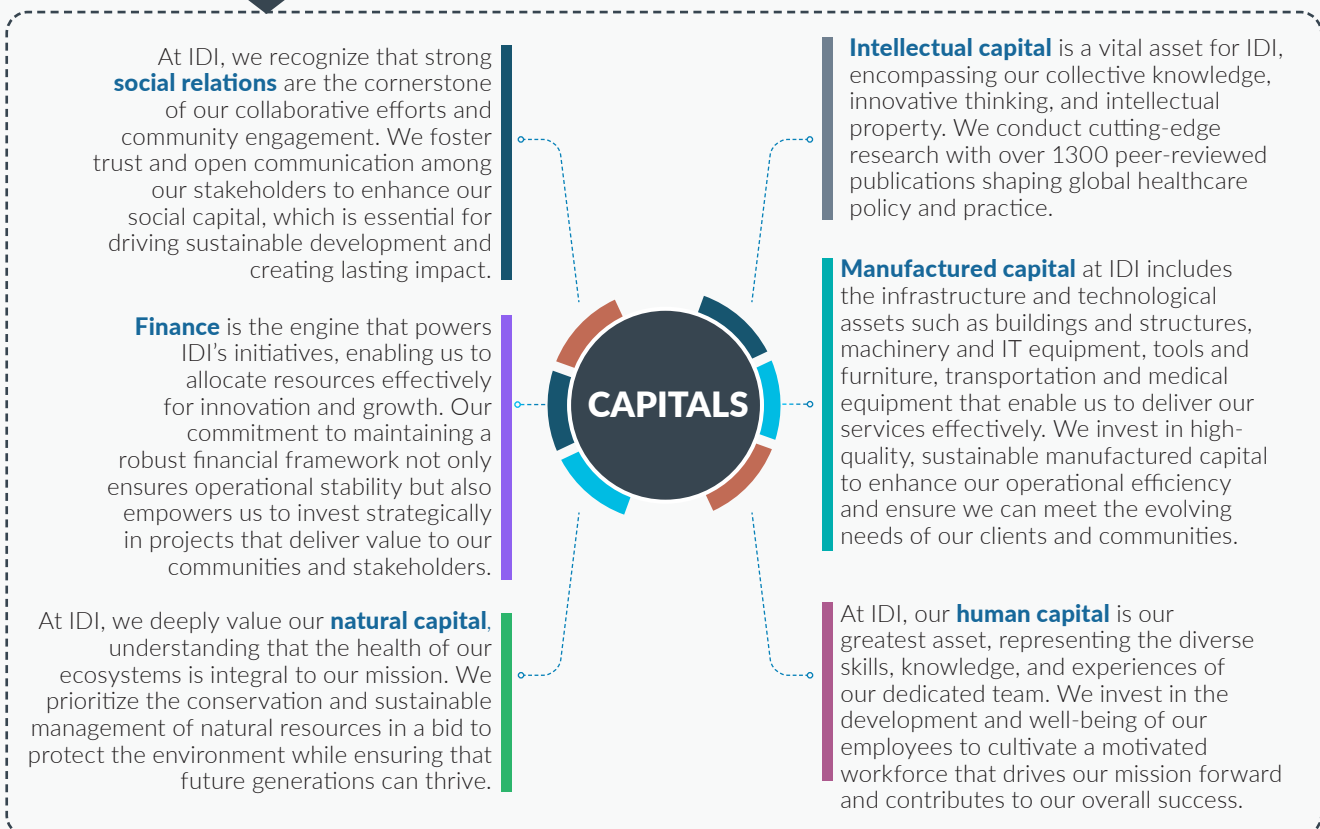 At IDI, we recognize that strong
social relations are the cornerstone
of our collaborative efforts and
community engagement. We foster
trust and open communication among
our stakeholders to enhance our
social capital, which is essential for
driving sustainable development and
creating lasting impact.
Finance is the engine that powers
IDI’s initiatives, enabling us to
allocate resources effectively
for innovation and growth. Our
commitment to maintaining a
robust financial framework not only
ensures operational stability but also
empowers us to invest strategically
in projects that deliver value to our
communities and stakeholders.
At IDI, we deeply value our natural capital,
understanding that the health of our
ecosystems is integral to our mission. We
prioritize the conservation and sustainable
management of natural resources in a bid to
protect the environment while ensuring that
future generations can thrive.
CAPITALS
Intellectual capital is a vital asset for IDI,
encompassing our collective knowledge,
innovative thinking, and intellectual
property. We conduct cutting-edge
research with over 1300 peer-reviewed
publications shaping global healthcare
policy and practice.
Manufactured capital at IDI includes
the infrastructure and technological
assets such as buildings and structures,
machinery and IT equipment, tools and
furniture, transportation and medical
equipment that enable us to deliver our
services effectively. We invest in high-
quality, sustainable manufactured capital
to enhance our operational efficiency
and ensure we can meet the evolving
needs of our clients and communities.
At IDI, our human capital is our
greatest asset, representing the diverse
skills, knowledge, and experiences of
our dedicated team. We invest in the
development and well-being of our
employees to cultivate a motivated
workforce that drives our mission forward
and contributes to our overall success.